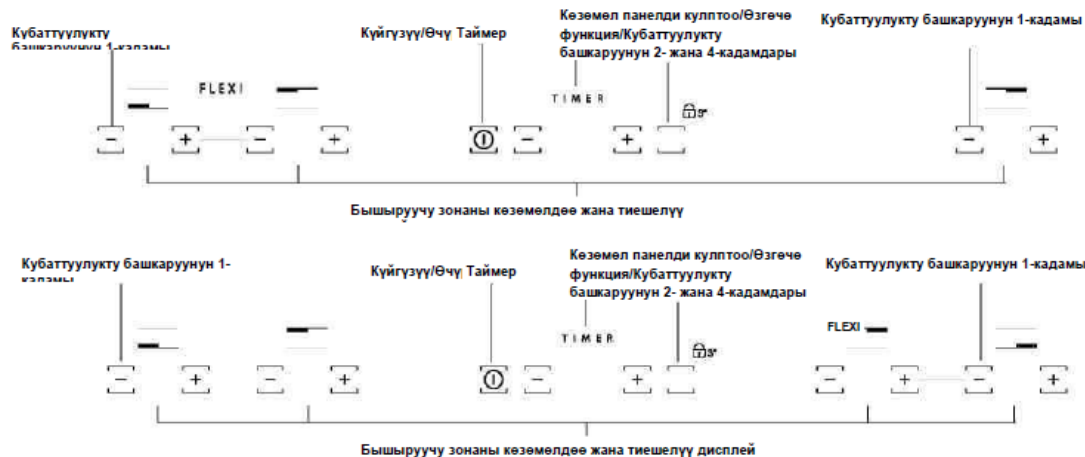 Кубаттуулукту
башкаруунун 1-кадамы
Күйгүзүү/Өчү Таймер
Көзөмөл панелди кулптоо/Өзгөчө
функция/Кубаттуулукту
башкаруунун 2- жана 4-кадамдары
Кубаттуулукту башкаруунун 1-кадамы
FLEXI
TIMER
3"
− + − + − + − +
Бышыруучу зонаны көзөмөлдөө жана тиешелүү
Кубаттуулукту башкаруунун 1-
кадамы
Күйгүзүү/Өчү Таймер
Көзөмөл панелди кулптоо/Өзгөчө
функция/Кубаттуулукту
башкаруунун 2- жана 4-кадамдары
Кубаттуулукту башкаруунун 1-кадамы
TIMER
FLEXI
3"
− + − + − + − + − +
Бышыруучу зонаны көзөмөлдөө жана тиешелүү дисплей